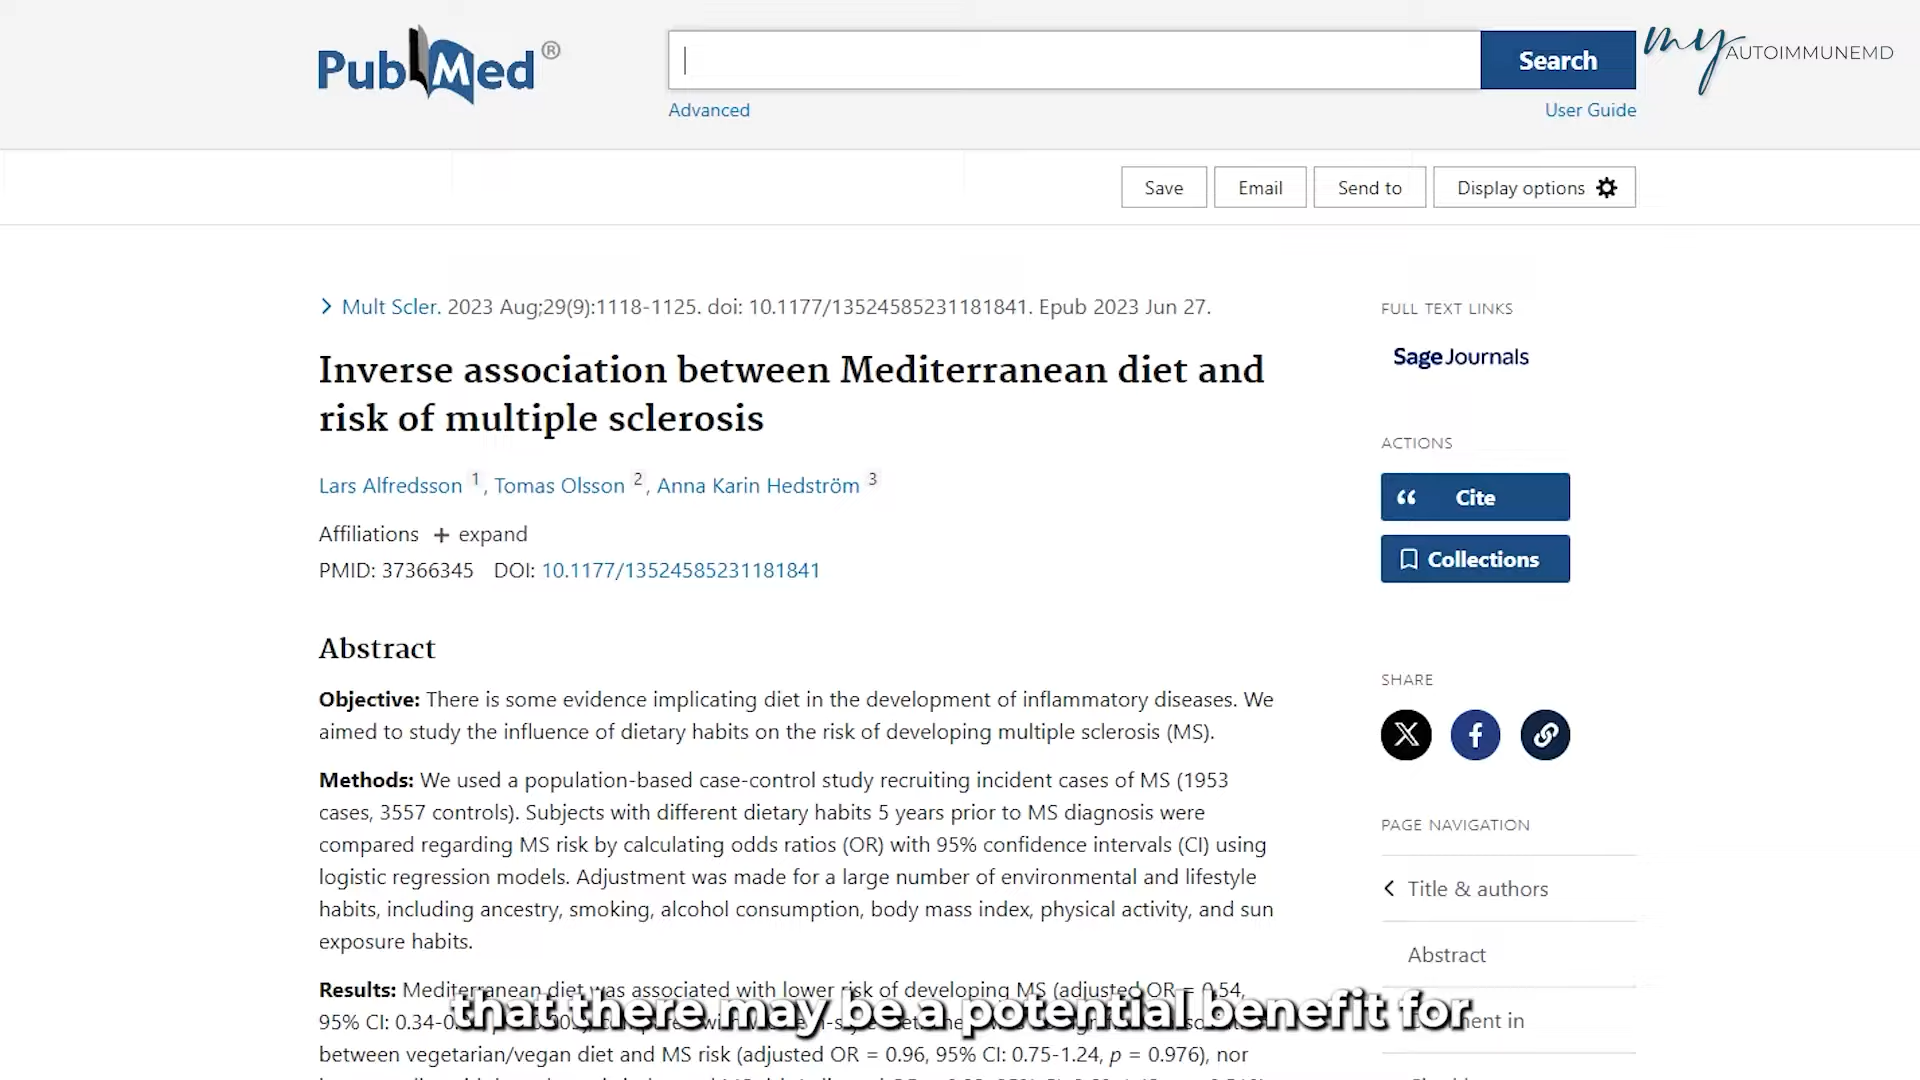 PubMed®
Search
my AUTOIMMUNEMD
Advanced
User Guide
Save
Email
Send to
Display options
Mult Scler. 2023 Aug;29(9):1118-1125. doi: 10.1177/13524585231181841. Epub 2023 Jun 27.
Inverse association between Mediterranean diet and
risk of multiple sclerosis
Lars Alfredsson 1, Tomas Olsson 2, Anna Karin Hedström 3
Affiliations + expand
PMID: 37366345 DOI: 10.1177/13524585231181841
Abstract
Objective: There is some evidence implicating diet in the development of inflammatory diseases. We
aimed to study the influence of dietary habits on the risk of developing multiple sclerosis (MS).
Methods: We used a population-based case-control study recruiting incident cases of MS (1953
cases, 3557 controls). Subjects with different dietary habits 5 years prior to MS diagnosis were
compared regarding MS risk by calculating odds ratios (OR) with 95% confidence intervals (CI) using
logistic regression models. Adjustment was made for a large number of environmental and lifestyle
habits, including ancestry, smoking, alcohol consumption, body mass index, physical activity, and sun
exposure habits.
Results: Mediterranean diet was associated with lower risk of developing MS (adjusted OR = 0.54,
95% CI:
between vegetarian/vegan diet and MS risk (adjusted OR = 0.96, 95% CI: 0.75-1.24, p = 0.976), nor
that there may be a potential benefit for
FULL TEXT LINKS
Sage Journals
ACTIONS
Cite
Collections
SHARE
PAGE NAVIGATION
Title & authors
Abstract
in